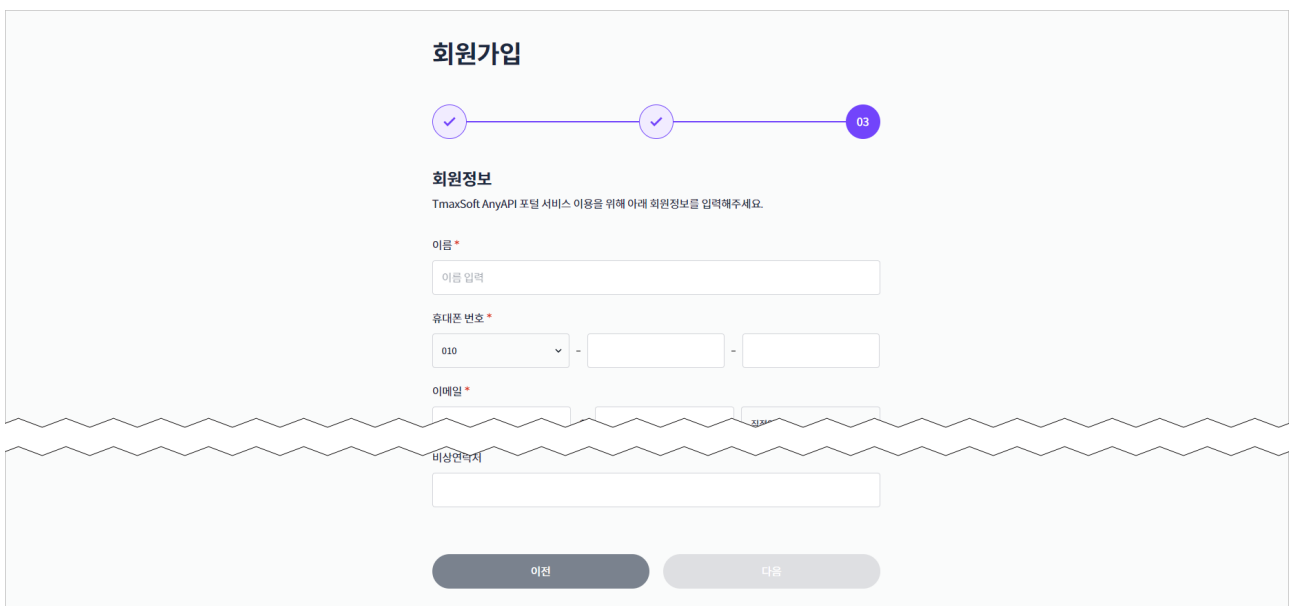 회원가입
03
회원정보
TmaxSoft AnyAPI 포털 서비스 이용을 위해 아래 회원정보를 입력해주세요.
이름 *
이름 입력
휴대폰 번호 *
010 - -
이메일 *
비상연락처
이전 다음